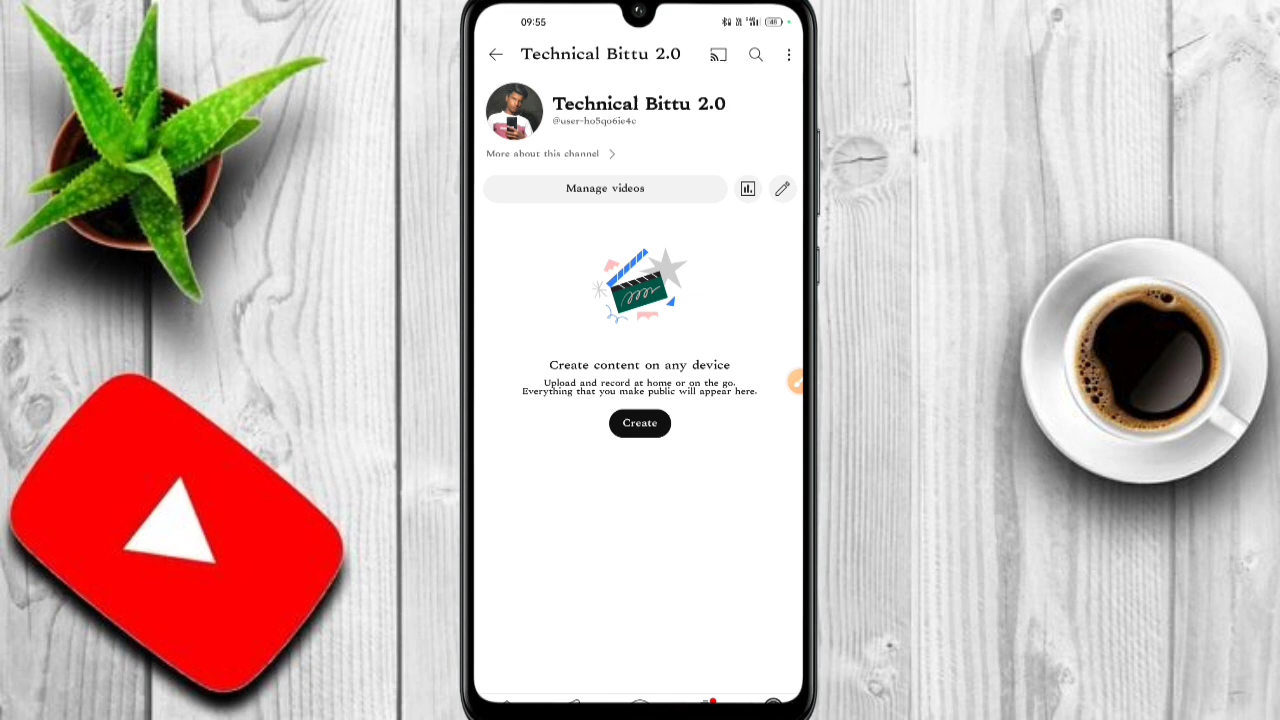 09:55
Technical Bittu 2.0
Technical Bittu 2.0
@user-ho5qo6ie4c
More about this channel
Manage videos
Create content on any device
Upload and record at home or on the go.
Everything that you make public will appear here.
Create